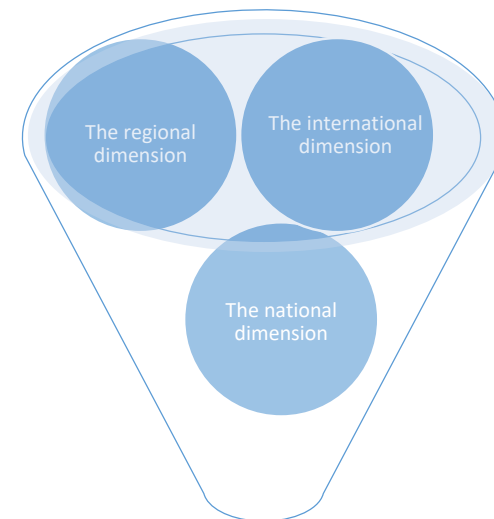 The regional
dimension
The international
dimension
The national
dimension